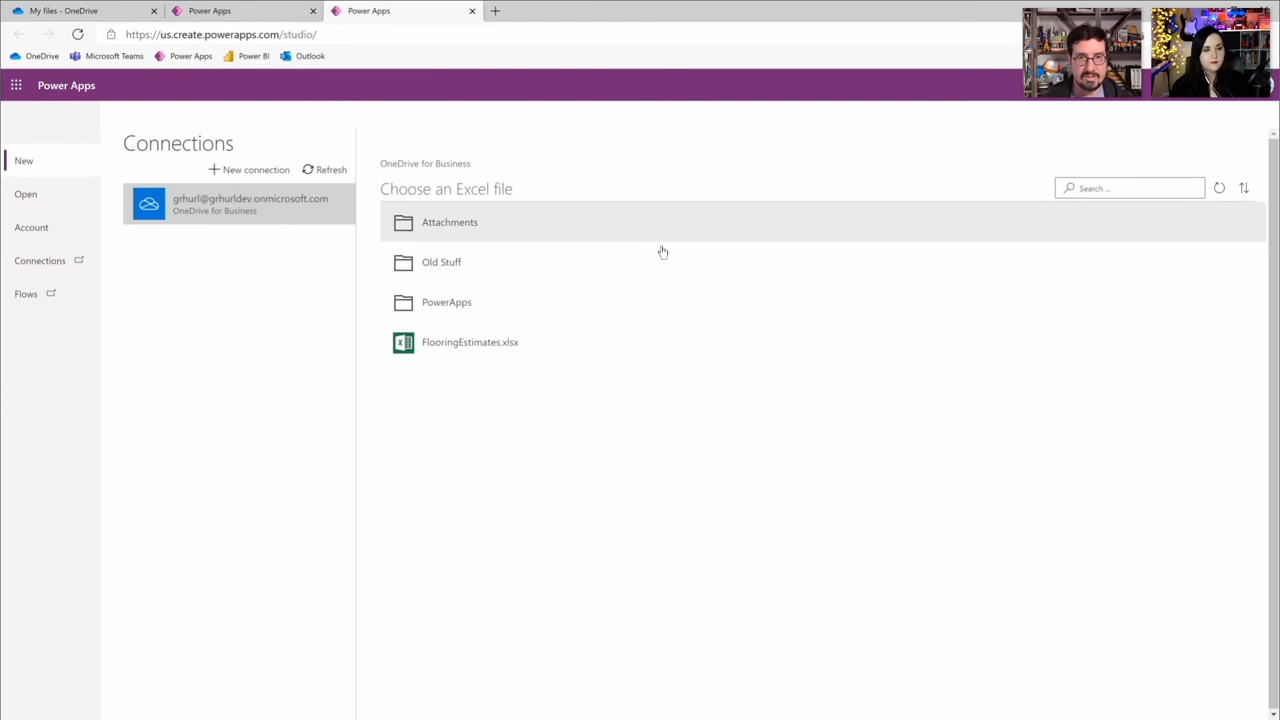 My files - OneDrive
Power Apps
Power Apps
https://us.create.powerapps.com/studio/
OneDrive
Microsoft Teams
Power Apps
Power BI
Outlook
Power Apps
New
Open
Account
Connections
Flows
Connections
New connection
Refresh
grhurl@grhurldev.onmicrosoft.com
OneDrive for Business
OneDrive for Business
Choose an Excel file
Search ...
Attachments
Old Stuff
PowerApps
FlooringEstimates.xlsx